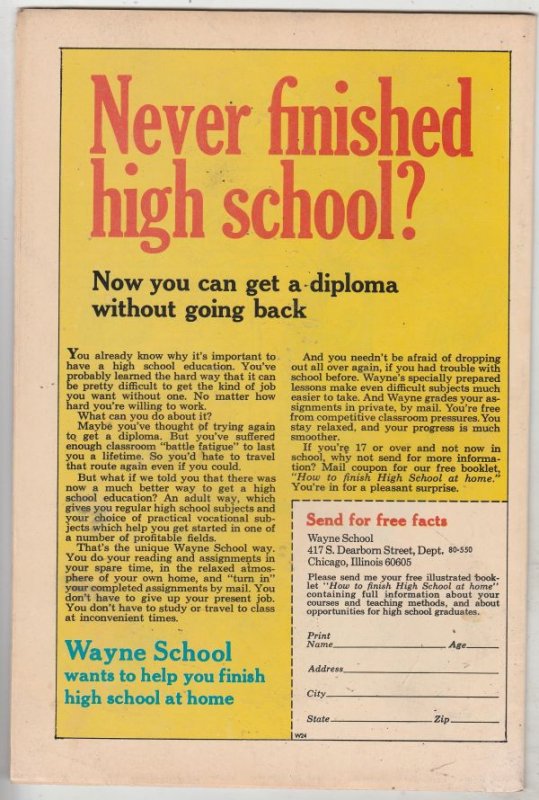 Never finished
high school?
Now you can get a diploma
without going back
You already know why it's important to
have a high school education. You've
probably learned the hard way that it can
be pretty difficult to get the kind of job
you want without one. No matter how
hard you're willing to work.
What can you do about it?
Maybe you've thought of trying again
to get a diploma. But you've suffered
enough classroom "battle fatigue" to last
you a lifetime. So you'd hate to travel
that route again even if you could.
But what if we told you that there was
now a much better way to get a high
school education? An adult way, which
gives you regular high school subjects and
your choice of practical vocational sub-
jects which help you get started in one of
a number of profitable fields.
That's the unique Wayne School way.
You do your reading and assignments in
your spare time, in the relaxed atmos-
phere of your own home, and "turn in"
your completed assignments by mail. You
don't have to give up your present job.
You don't have to study or travel to class
at inconvenient times.
Wayne School
wants to help you finish
high school at home
And you needn't be afraid of dropping
out all over again, if you had trouble with
school before. Wayne's specially prepared
lessons make even difficult subjects much
easier to take. And Wayne grades your as-
signments in private, by mail. You're free
from competitive classroom pressures. You
stay relaxed, and your progress is much
smoother.
If you're 17 or over and not now in
school, why not send for more informa-
tion? Mail coupon for our free booklet,
"How to finish High School at home."
You're in for a pleasant surprise.
Send for free facts
Wayne School
417 S. Dearborn Street, Dept. 80-550
Chicago, Illinois 60605
Please send me your free illustrated book-
let "How to finish High School at home"
containing full information about your
courses and teaching methods, and about
opportunities for high school graduates.
Print
Name Age
Address
City
State Zip
W24